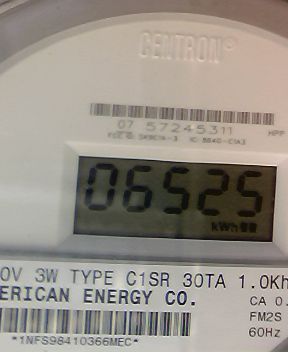 CENTRON®
07 57245311
HPP
06525
kWh
0V 3W TYPE C1SR 30TA 1.0Kh
ERICAN ENERGY CO.
CA 0.
FM2S
60Hz
*1NFS98410366MEC*